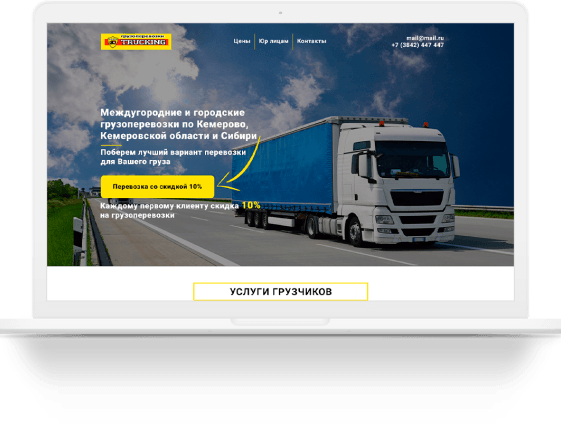 грузоперевозки
TRUCKING
Цены
Юр лицам
Контакты
mail@mail.ru
+7 (3842) 447 447
Междугородние и городские
грузоперевозки по Кемерово,
Кемеровской области и Сибири
Поберем лучший вариант перевозки
для Вашего груза
Перевозка со скидкой 10%
Каждому первому клиенту скидка 10%
на грузоперевозки
УСЛУГИ ГРУЗЧИКОВ